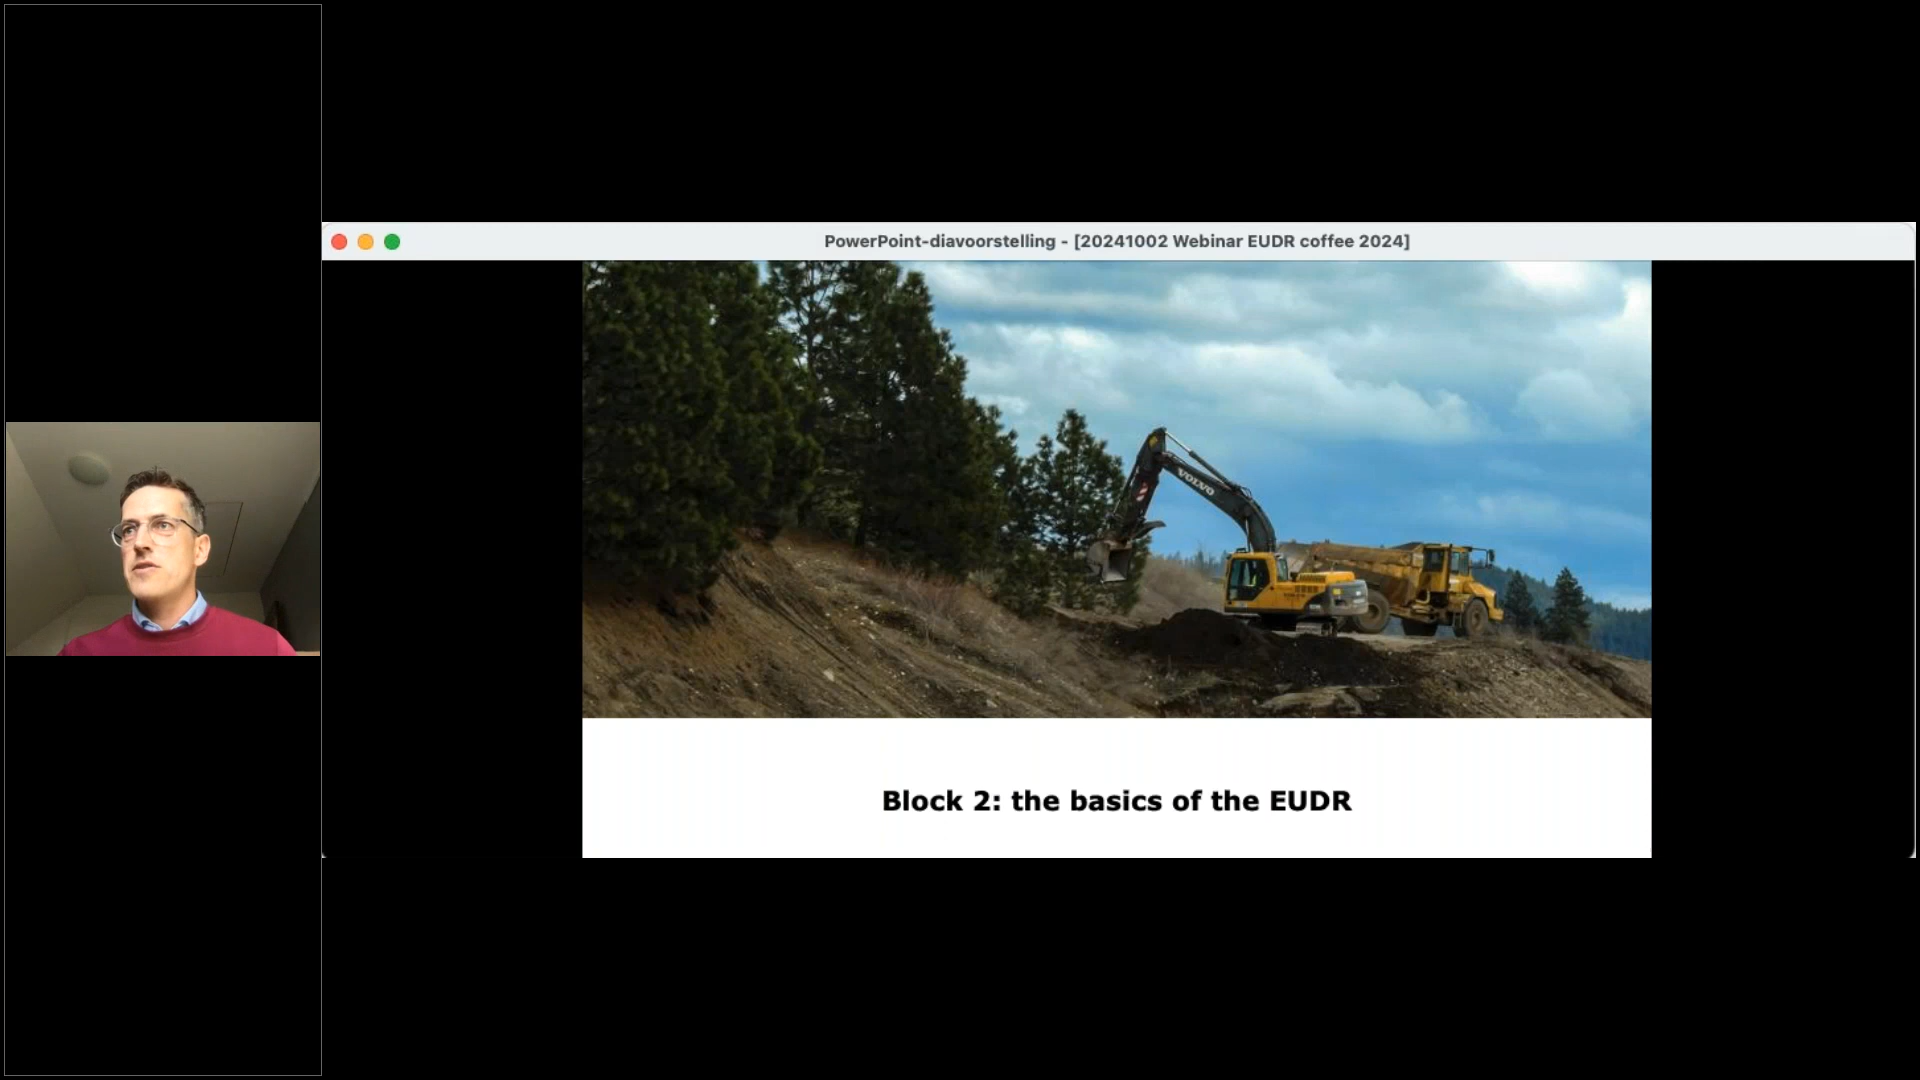 PowerPoint-diavoorstelling - [20241002 Webinar EUDR coffee 2024]
VOLVO
Block 2: the basics of the EUDR